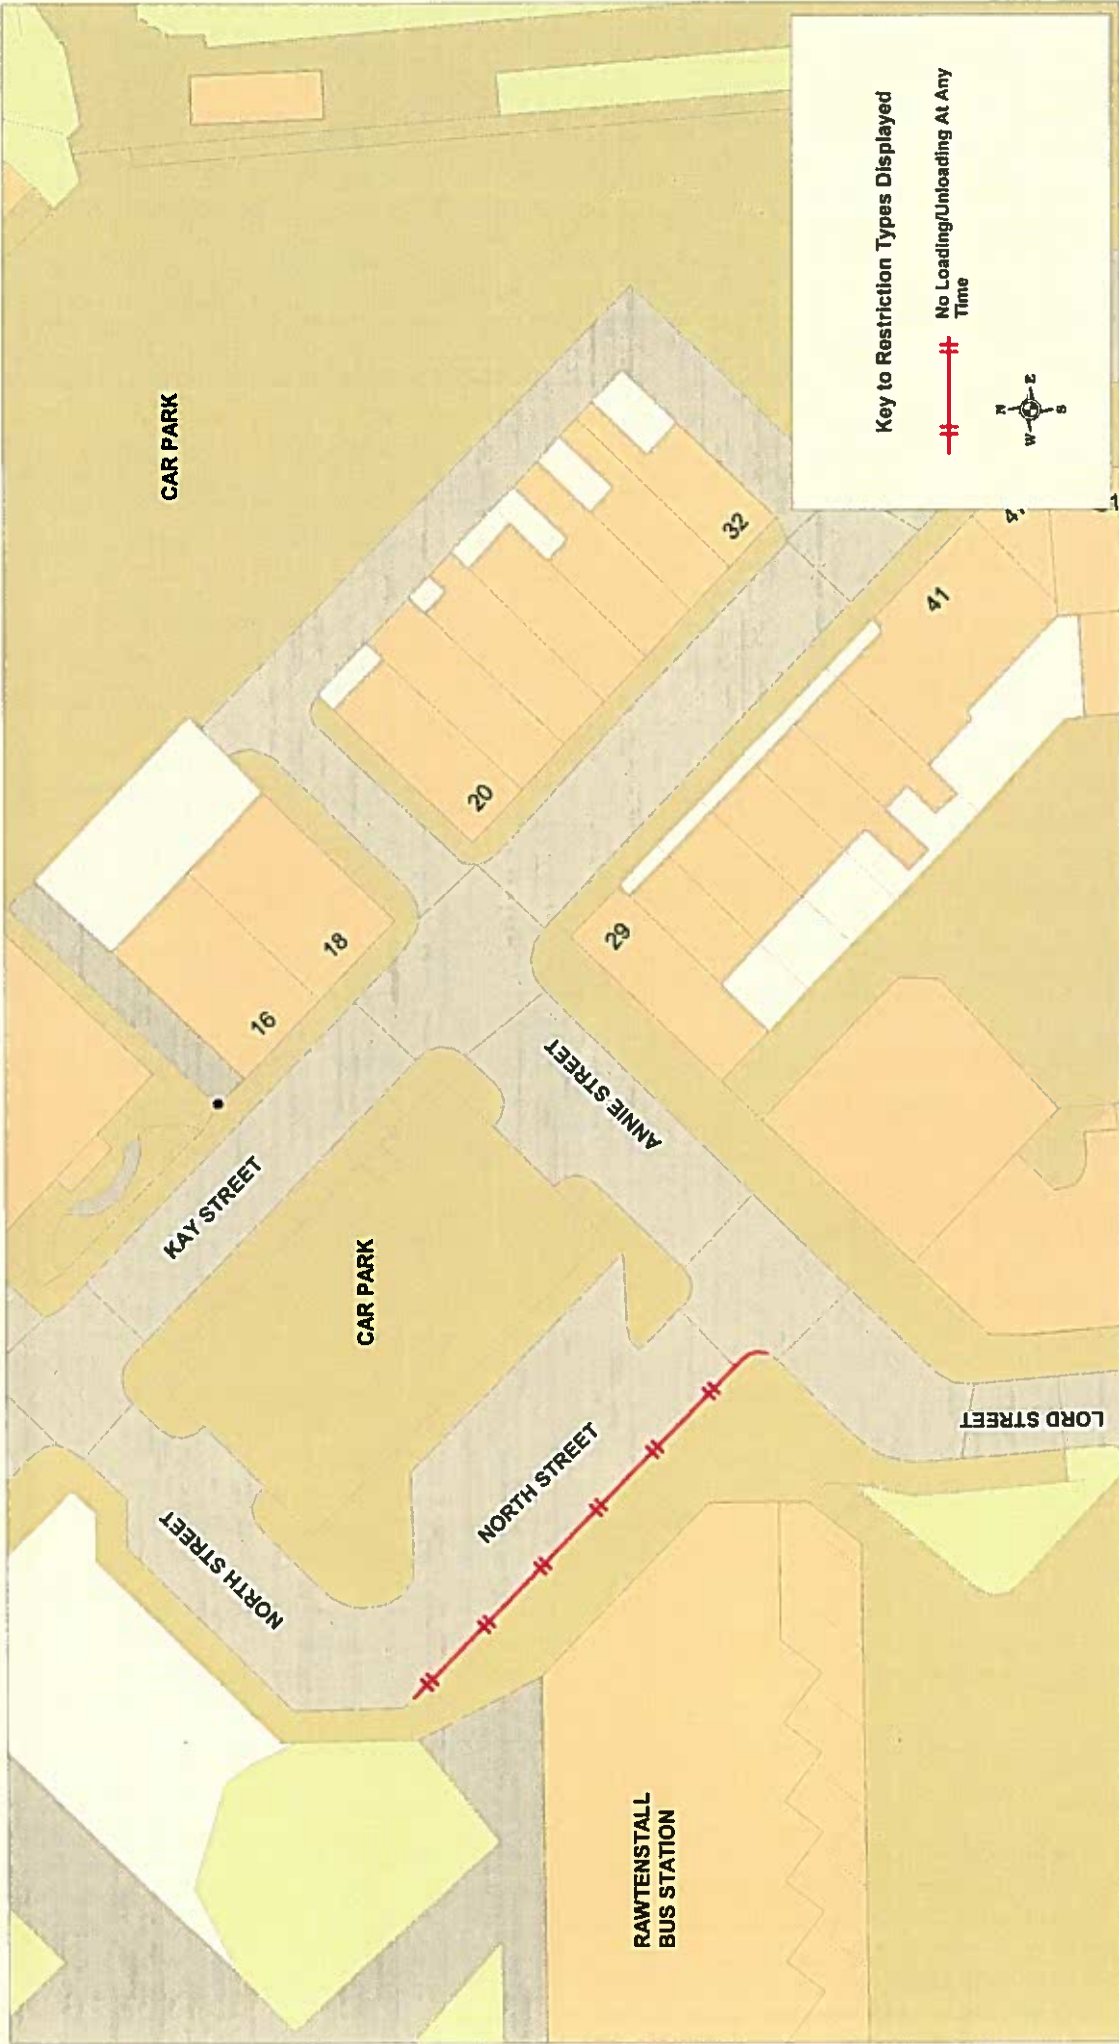 CAR PARK
KAY STREET
16
18
20
32
CAR PARK
NORTH STREET
NORTH STREET
ANNIE STREET
29
41
LORD STREET
RAWTENSTALL
BUS STATION
Key to Restriction Types Displayed
No Loading/Unloading At Any
Time
N
W
E
S